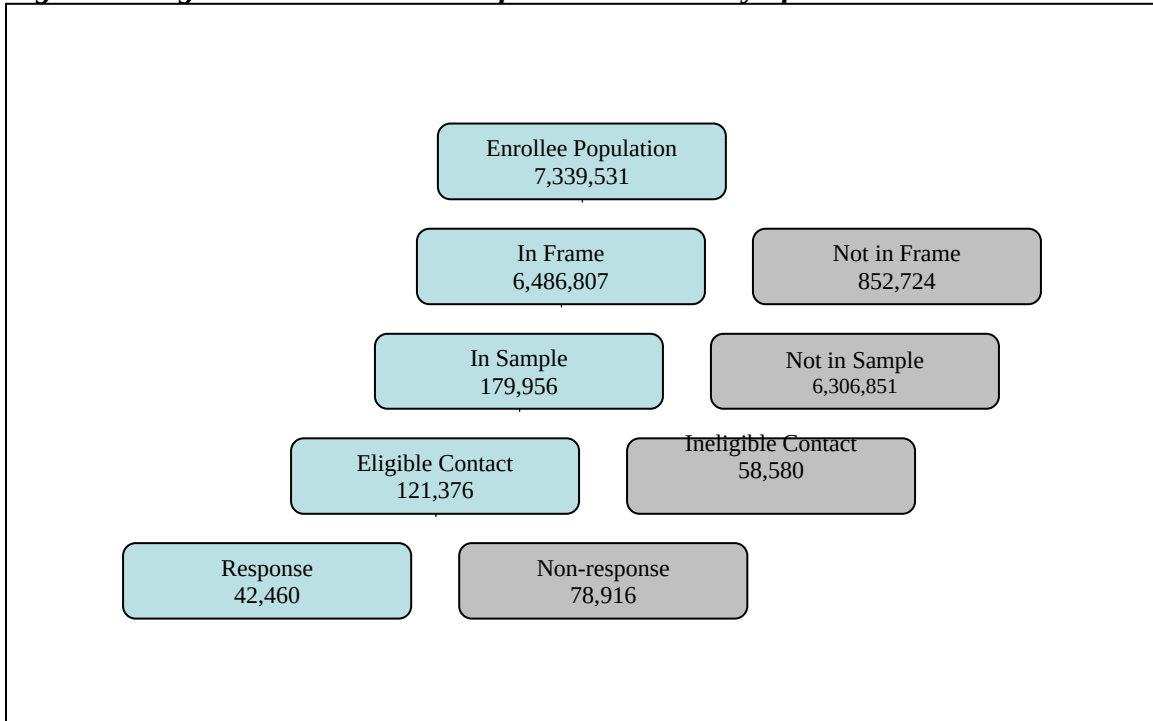 Enrollee Population
7,339,531
In Frame
6,486,807
Not in Frame
852,724
In Sample
179,956
Not in Sample
6,306,851
Eligible Contact
121,376
Ineligible Contact
58,580
Response
42,460
Non-response
78,916